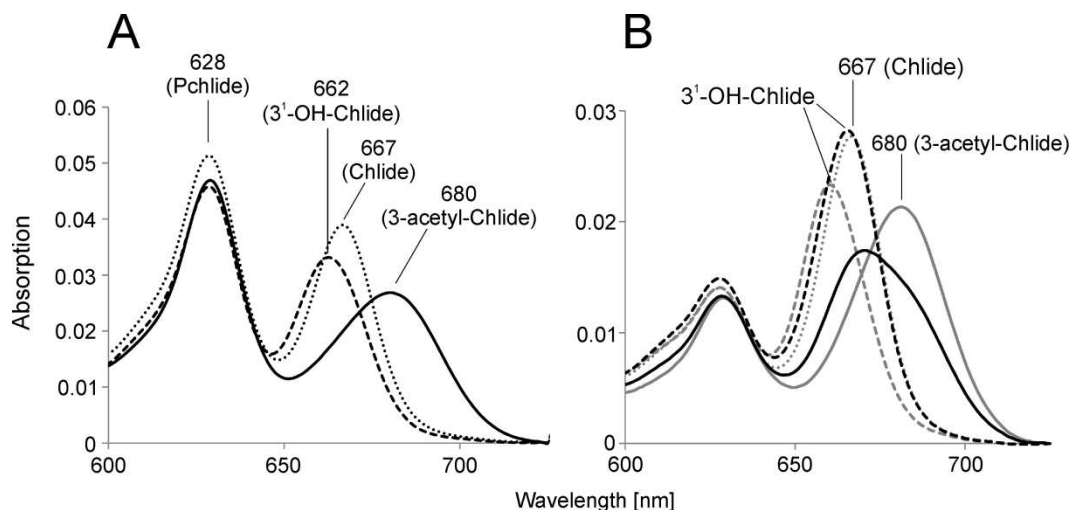 A
628
(Pchlide)
662
(3¹-OH-Chlide)
667
(Chlide)
680
(3-acetyl-Chlide)
0.06
0.05
0.04
0.03
0.02
0.01
0
600
650
700
Absorption
B
667 (Chlide)
3¹-OH-Chlide
680 (3-acetyl-Chlide)
0.03
0.02
0.01
0
600
650
700
Wavelength [nm]